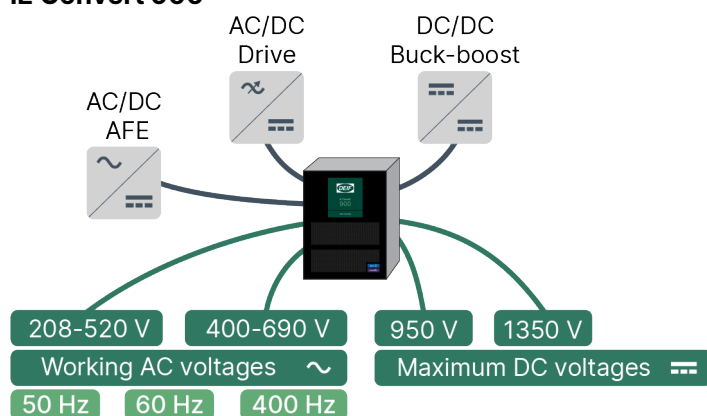 AC/DC
Drive
DC/DC
Buck-boost
AC/DC
AFE
DEIF
900
208-520 V
400-690 V
950 V
1350 V
Working AC voltages
Maximum DC voltages
50 Hz
60 Hz
400 Hz